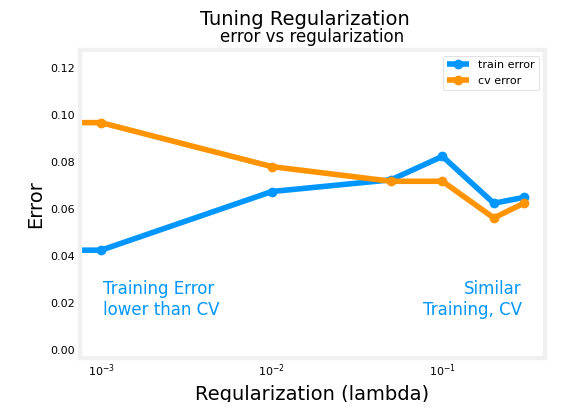 Tuning Regularization
error vs regularization
train error
cv error
0.12
0.10
0.08
0.06
0.04
0.02
0.00
Error
Training Error
lower than CV
Similar
Training, CV
10⁻³
10⁻²
10⁻¹
Regularization (lambda)